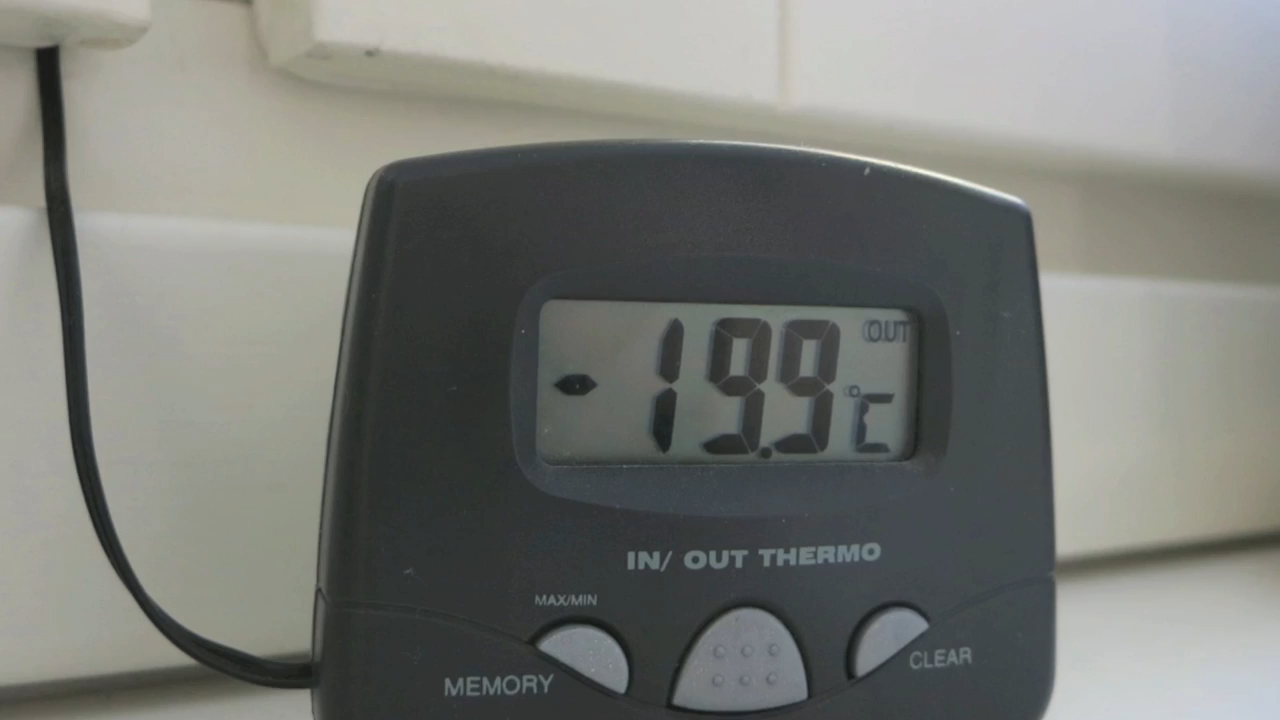 OUT
-19.9 °C
IN/ OUT THERMO
MAX/MIN
MEMORY
CLEAR